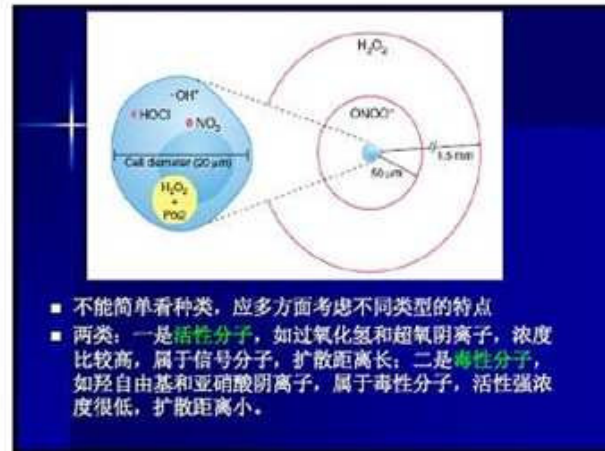 H₂O₂
·OH
HOCl
NO₂
ONOO⁻
Cell diameter (20 μm)
1.5 mm
50 μm
H₂O₂
+
■ 不能简单看种类，应多方面考虑不同类型的特点
■ 两类：一是活性分子，如过氧化氢和超氧阴离子，浓度
比较高，属于信号分子，扩散距离长；二是毒性分子，
如羟自由基和亚硝酸阴离子，属于毒性分子，活性强浓
度很低，扩散距离小。